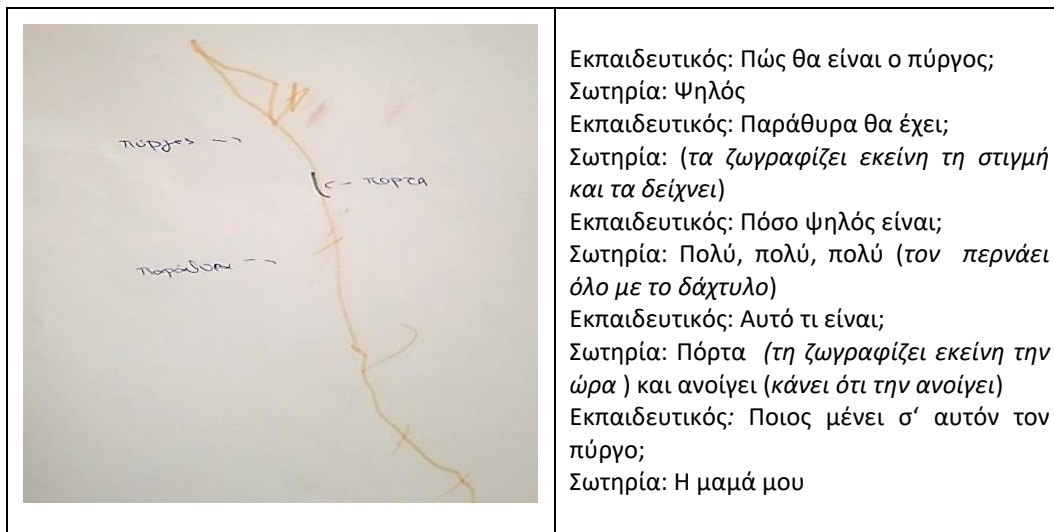 πύργος
πόρτα
παράθυρα
Εκπαιδευτικός: Πώς θα είναι ο πύργος;
Σωτηρία: Ψηλός
Εκπαιδευτικός: Παράθυρα θα έχει;
Σωτηρία: (τα ζωγραφίζει εκείνη τη στιγμή
και τα δείχνει)
Εκπαιδευτικός: Πόσο ψηλός είναι;
Σωτηρία: Πολύ, πολύ, πολύ (τον περνάει
όλο με το δάχτυλο)
Εκπαιδευτικός: Αυτό τι είναι;
Σωτηρία: Πόρτα (τη ζωγραφίζει εκείνη την
ώρα ) και ανοίγει (κάνει ότι την ανοίγει)
Εκπαιδευτικός: Ποιος μένει σ‘ αυτόν τον
πύργο;
Σωτηρία: Η μαμά μου